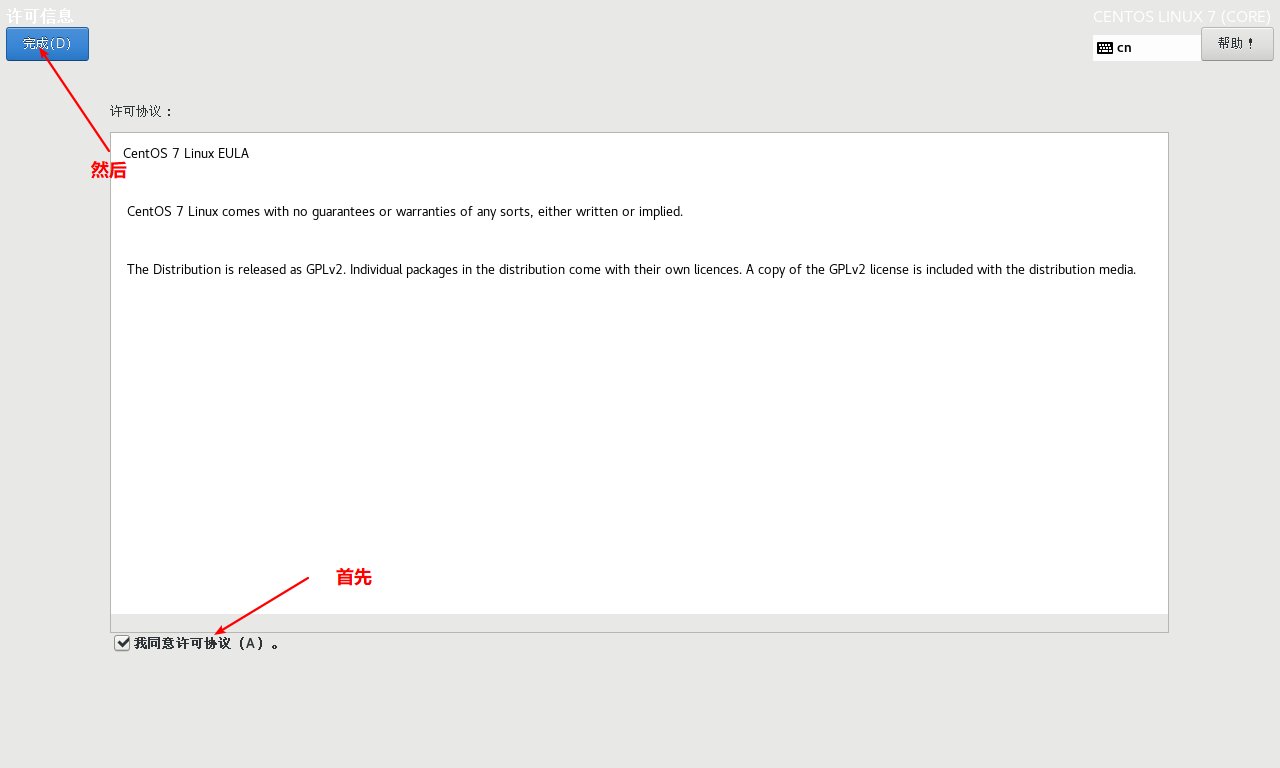 许可信息
CENTOS LINUX 7 (CORE)
完成(D)
cn
帮助！
许可协议：
然后
CentOS 7 Linux EULA
CentOS 7 Linux comes with no guarantees or warranties of any sorts, either written or implied.
The Distribution is released as GPLv2. Individual packages in the distribution come with their own licences. A copy of the GPLv2 license is included with the distribution media.
首先
我同意许可协议（A）。